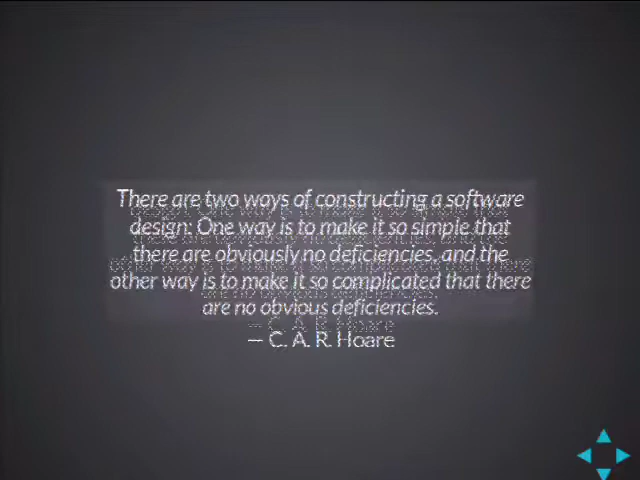 There are two ways of constructing a software
design: One way is to make it so simple that
there are obviously no deficiencies, and the
other way is to make it so complicated that there
are no obvious deficiencies.
— C. A. R. Hoare